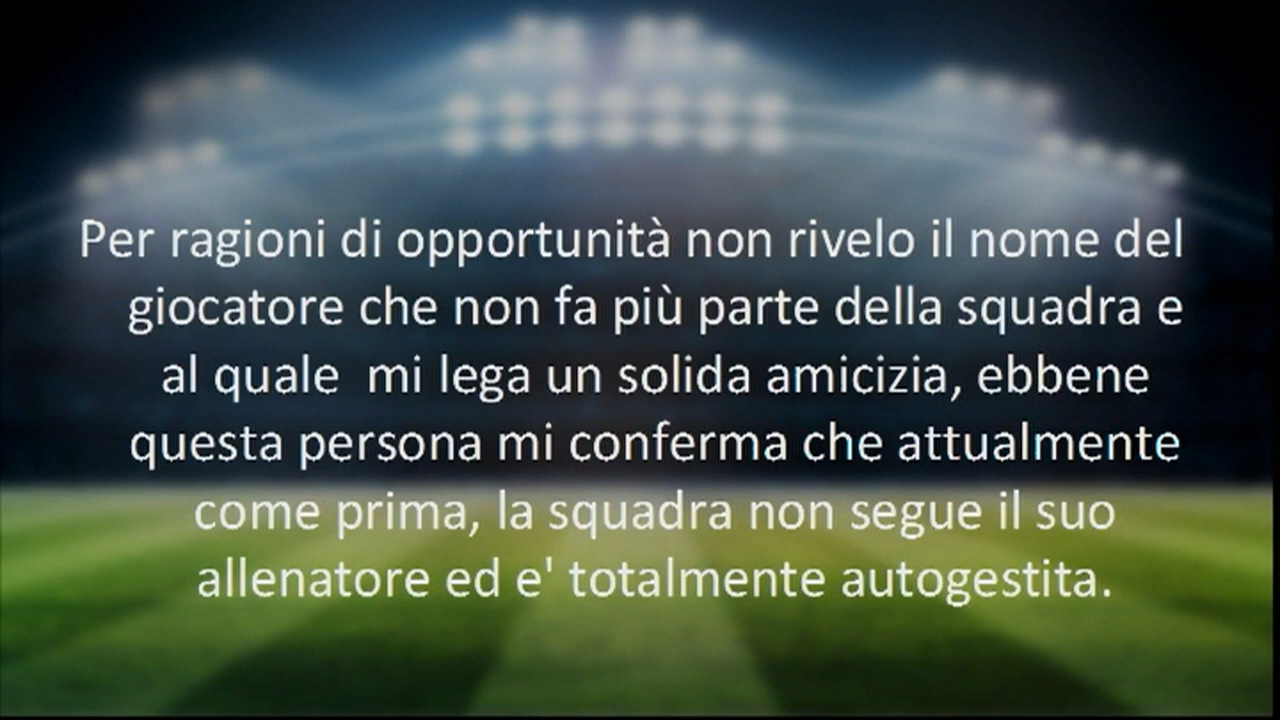 Per ragioni di opportunità non rivelo il nome del
giocatore che non fa più parte della squadra e
al quale  mi lega un solida amicizia, ebbene
questa persona mi conferma che attualmente
come prima, la squadra non segue il suo
allenatore ed e' totalmente autogestita.